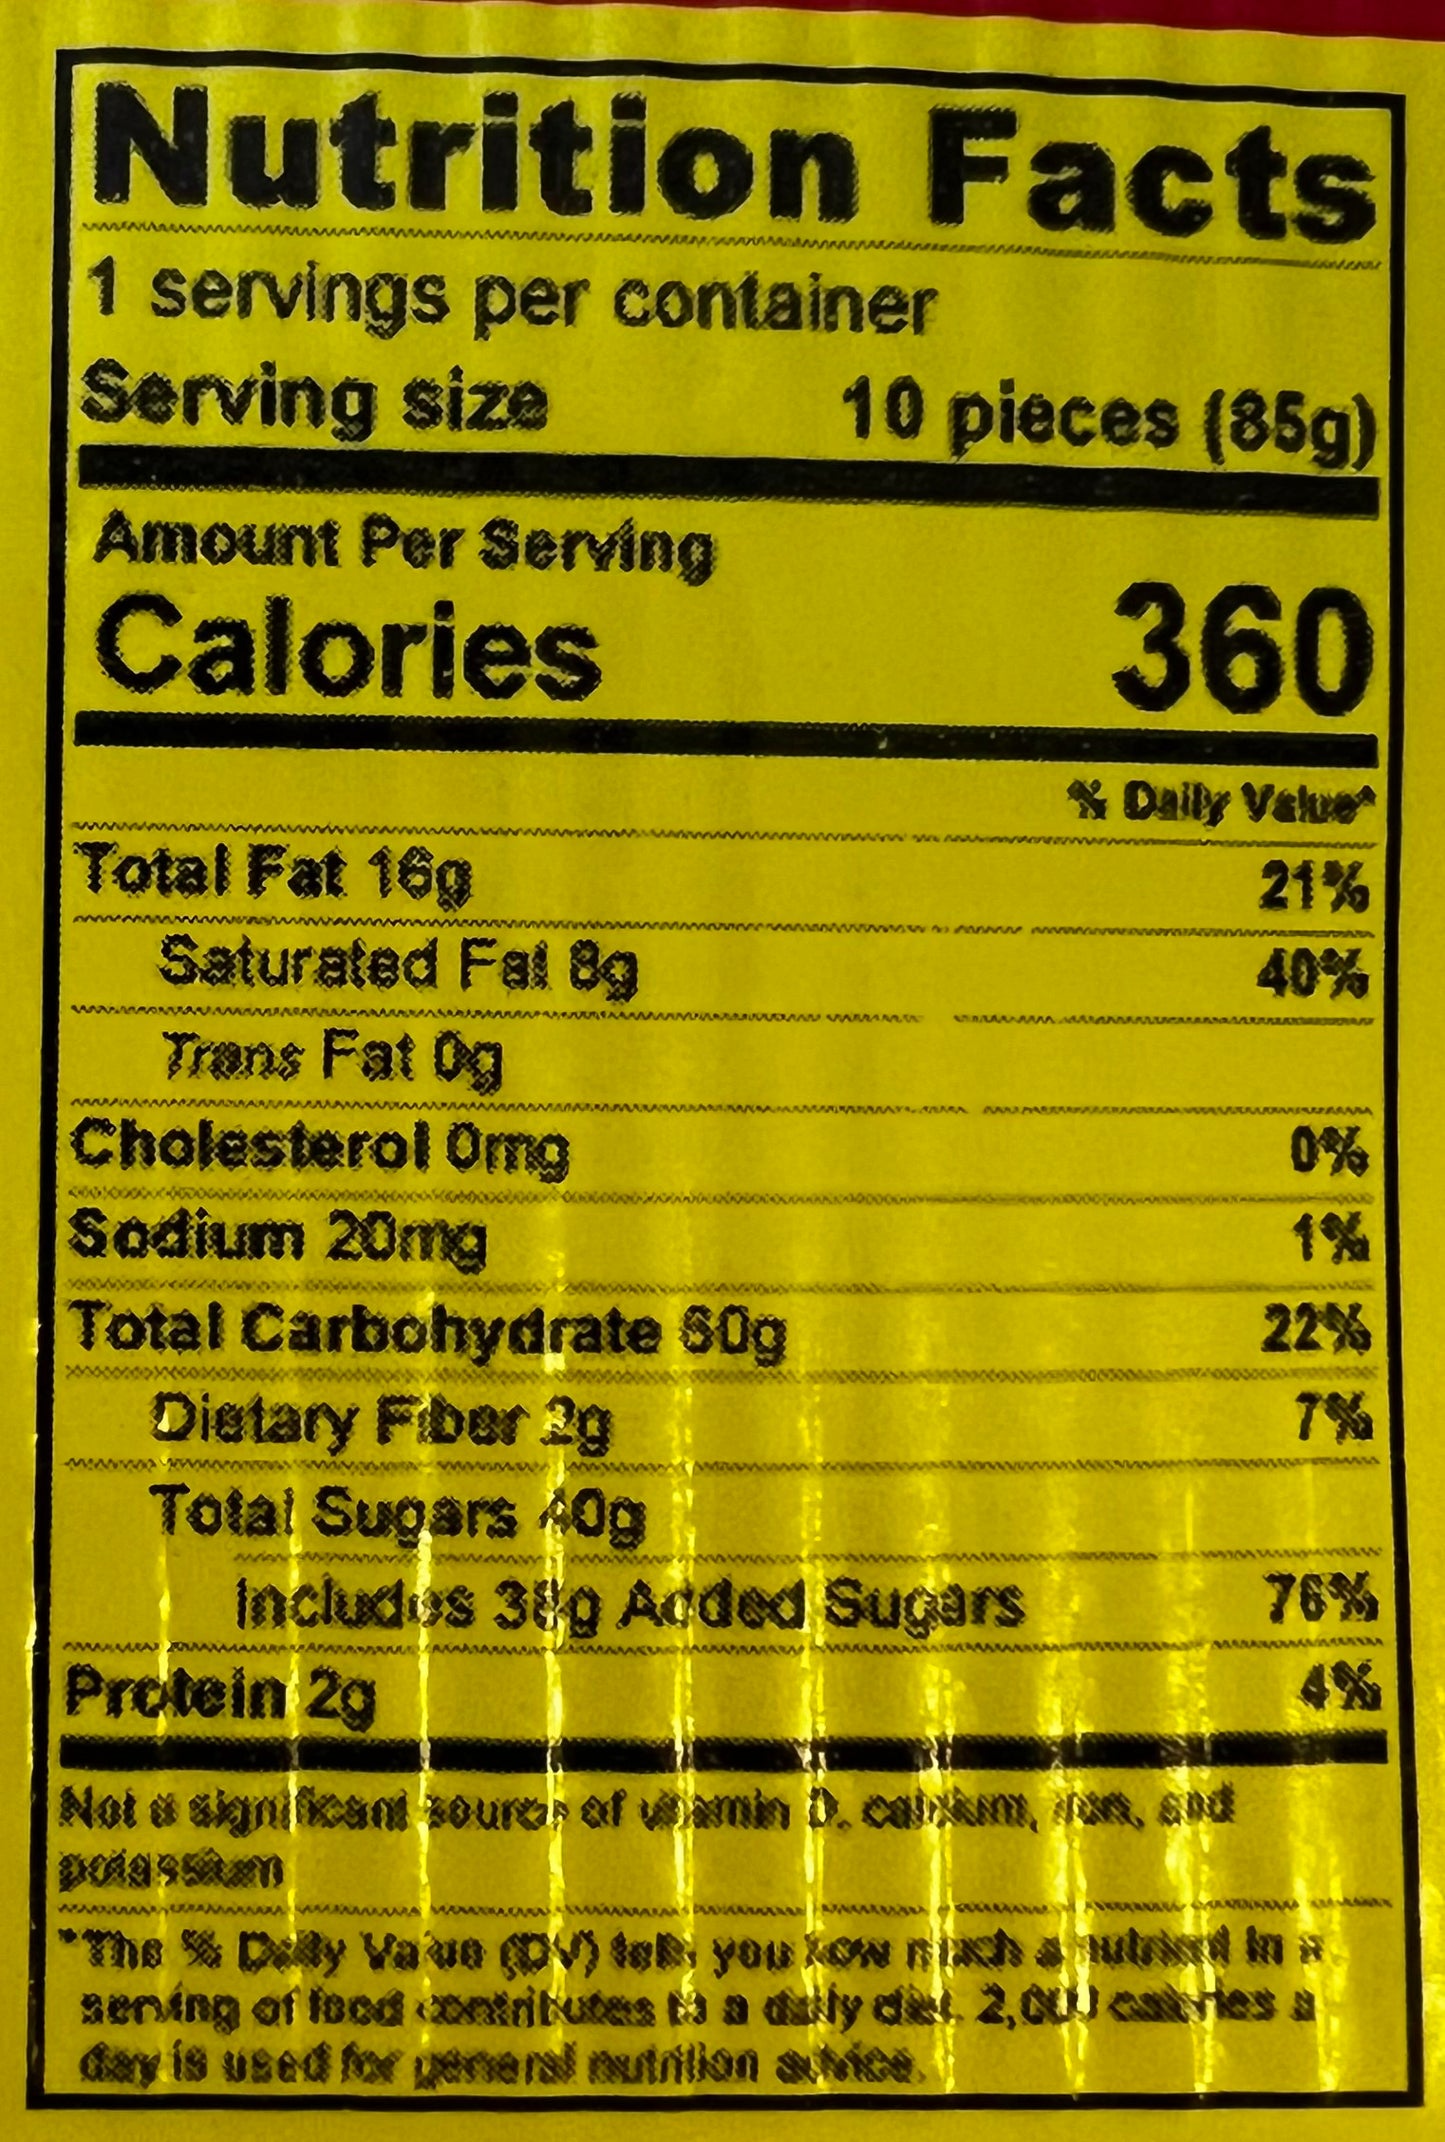 Nutrition Facts
1 servings per container
Serving size 10 pieces (85g)
Amount Per Serving
Calories 360
% Daily Value*
Total Fat 16g 21%
Saturated Fat 8g 40%
Trans Fat 0g
Cholesterol 0mg 0%
Sodium 20mg 1%
Total Carbohydrate 60g 22%
Dietary Fiber 2g 7%
Total Sugars 40g
Includes 38g Added Sugars 76%
Protein 2g 4%
Not a significant source of vitamin D, calcium, iron, and
potassium
*The % Daily Value (DV) tells you how much a nutrient in a
serving of food contributes to a daily diet. 2,000 calories a
day is used for general nutrition advice.